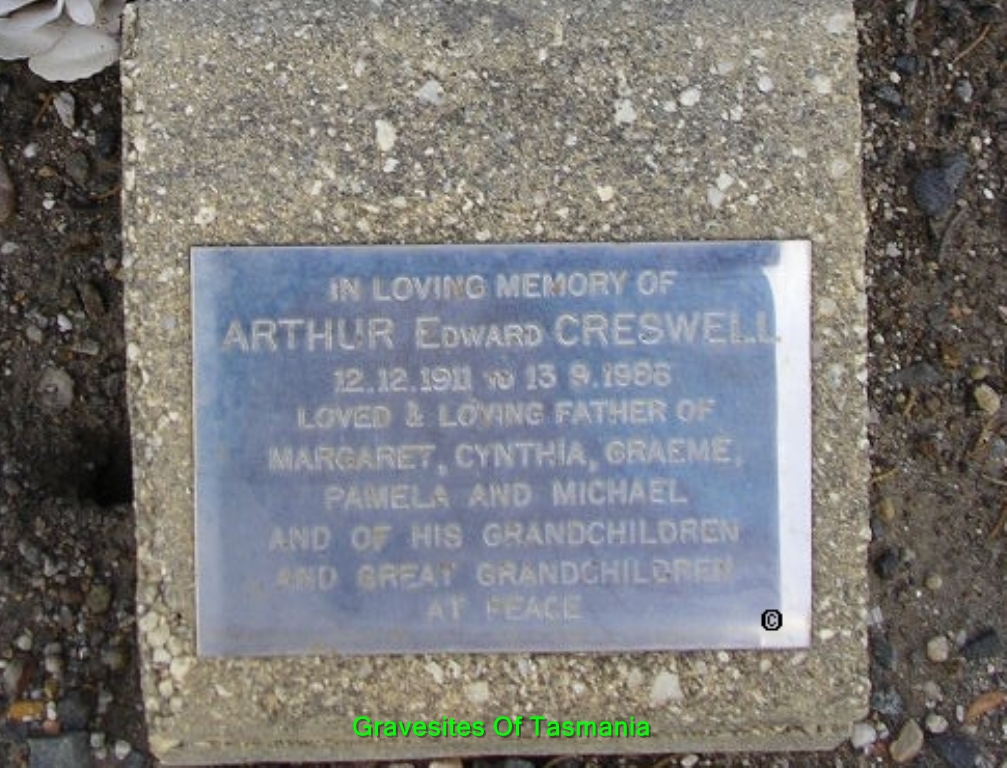 IN LOVING MEMORY OF
ARTHUR EDWARD CRESWELL
12.12.1911 TO 13.9.1986
LOVED & LOVING FATHER OF
MARGARET, CYNTHIA, GRAEME,
PAMELA AND MICHAEL
AND OF HIS GRANDCHILDREN
AND GREAT GRANDCHILDREN
AT PEACE
©
Gravesites Of Tasmania